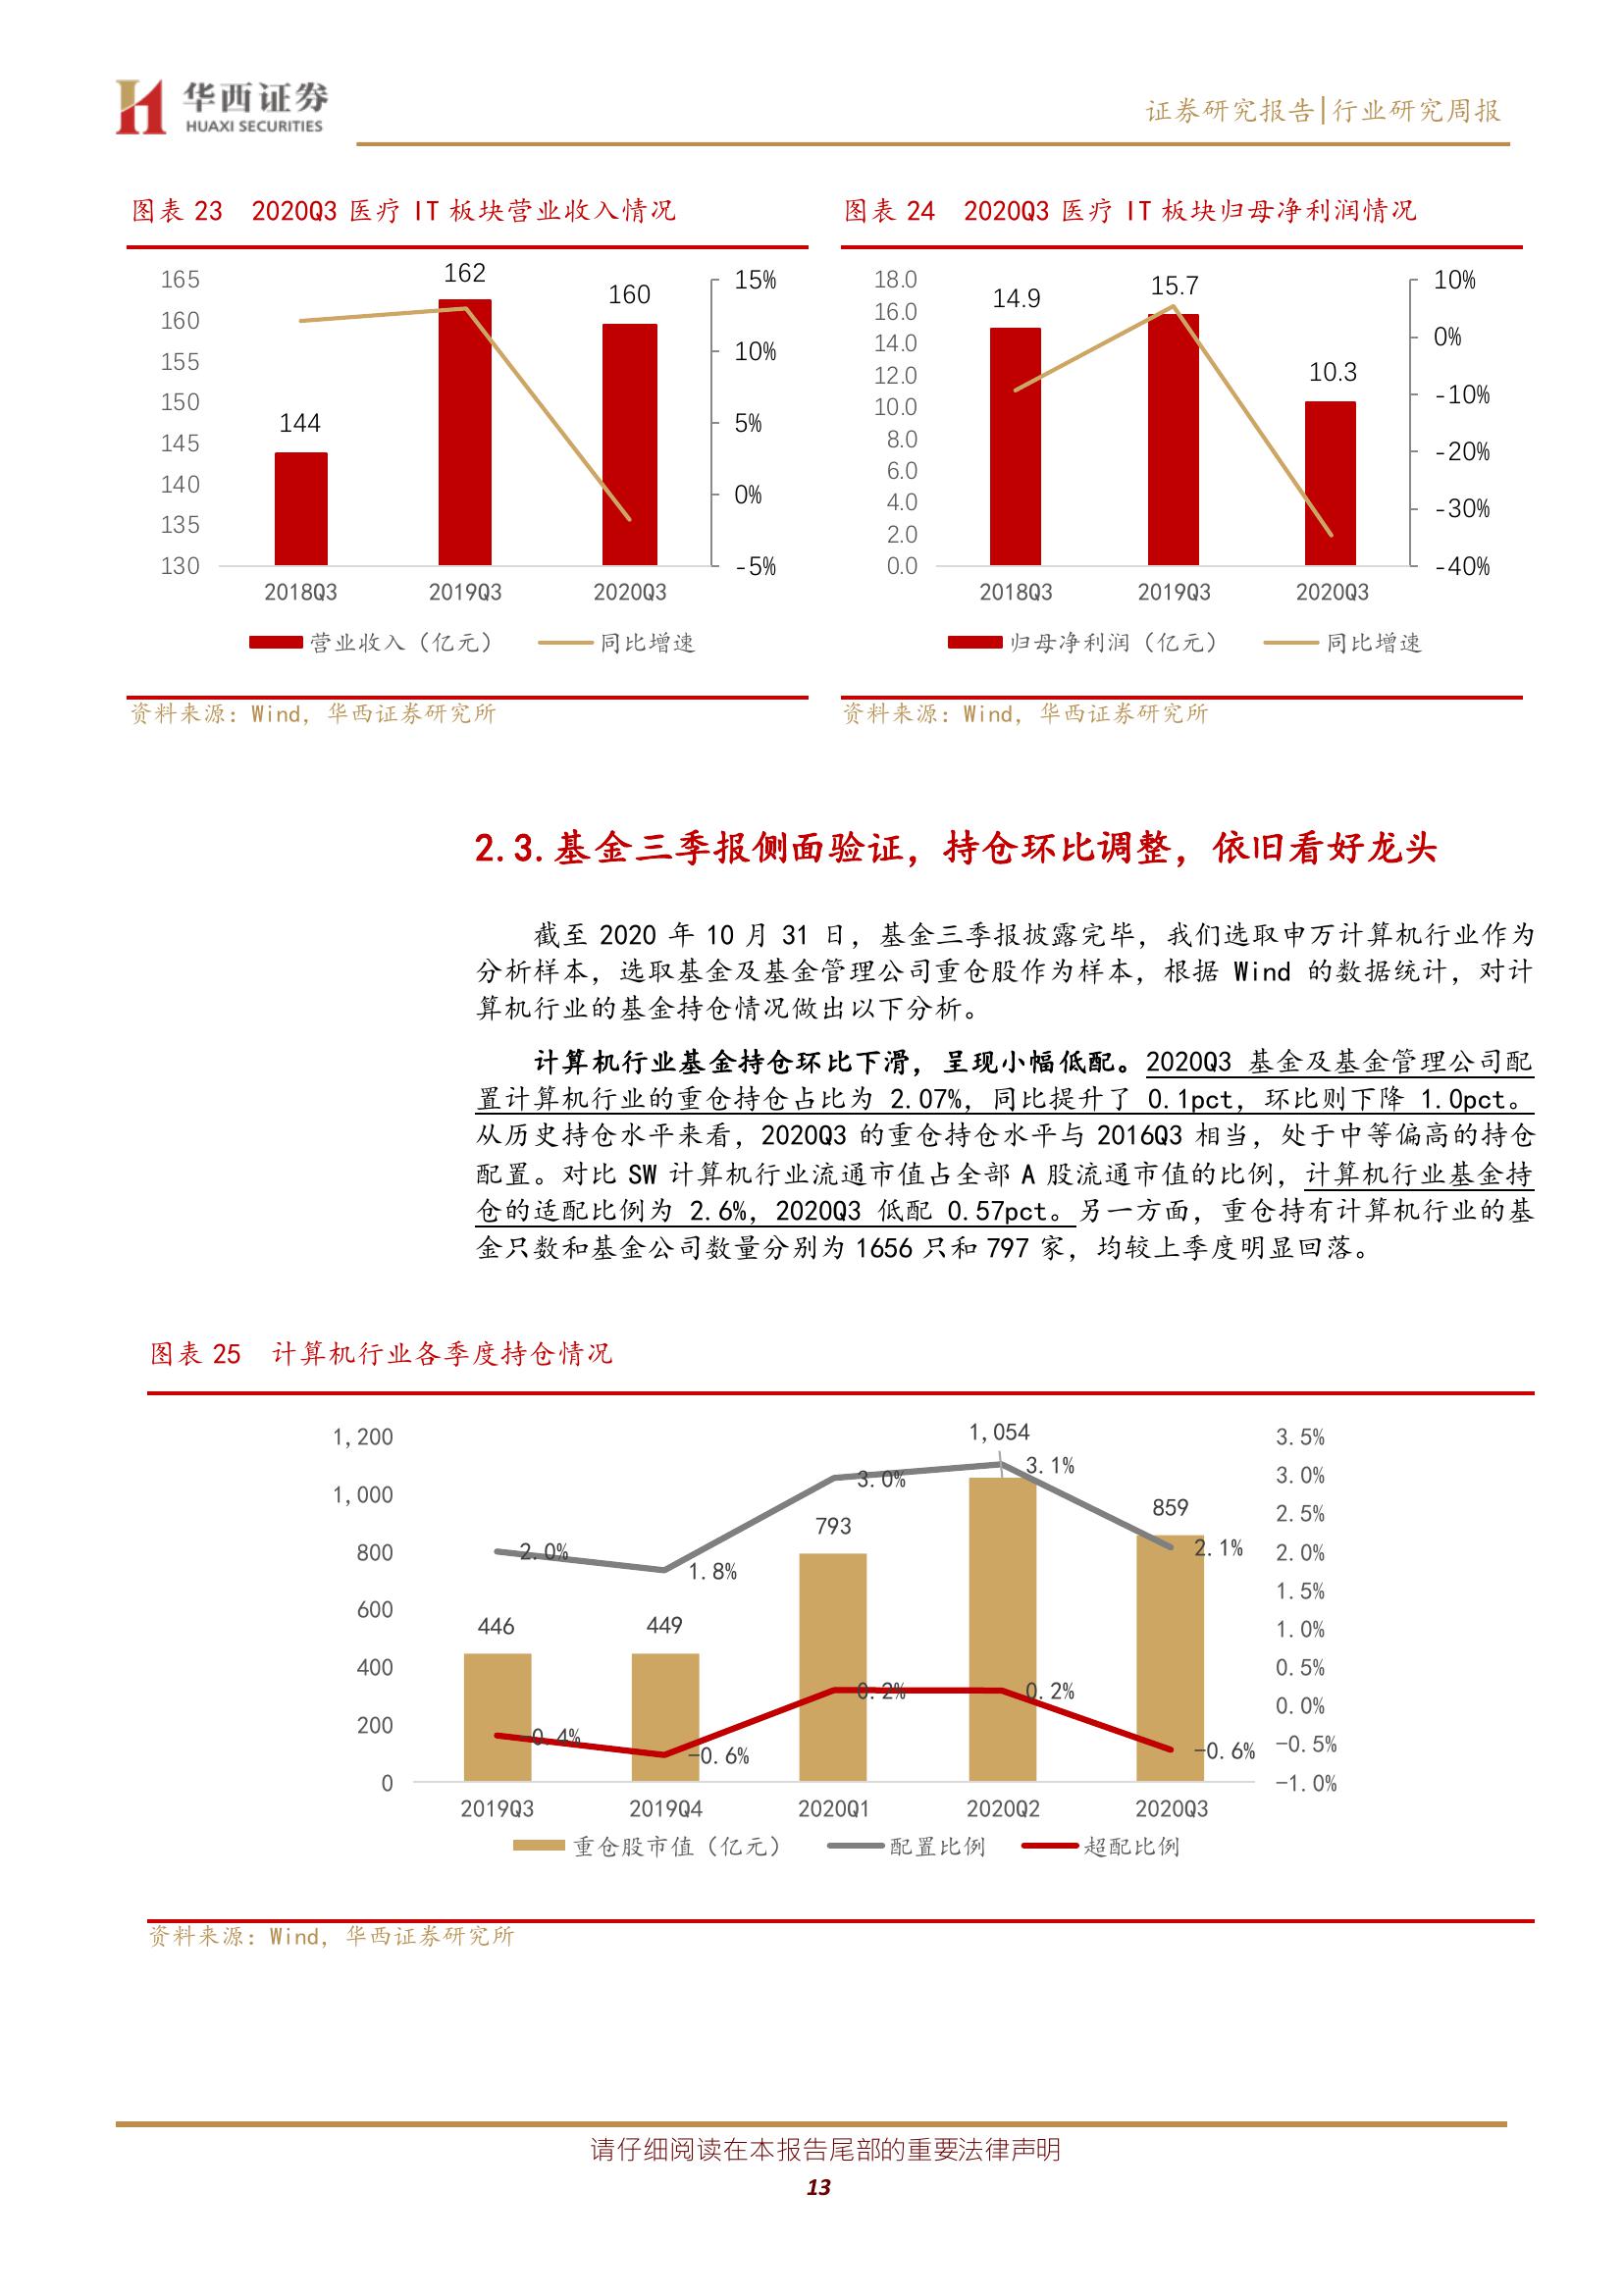 华西证券
HUAXI SECURITIES
证券研究报告|行业研究周报
图表 23 2020Q3 医疗 IT 板块营业收入情况
165
160
155
150
145
140
135
130
162
160
144
15%
10%
5%
0%
-5%
2018Q3 2019Q3 2020Q3
营业收入（亿元） 同比增速
资料来源：Wind，华西证券研究所
图表 24 2020Q3 医疗 IT 板块归母净利润情况
18.0
16.0
14.0
12.0
10.0
8.0
6.0
4.0
2.0
0.0
14.9
15.7
10.3
10%
0%
-10%
-20%
-30%
-40%
2018Q3 2019Q3 2020Q3
归母净利润（亿元） 同比增速
资料来源：Wind，华西证券研究所
2.3.基金三季报侧面验证，持仓环比调整，依旧看好龙头
截至 2020 年 10 月 31 日，基金三季报披露完毕，我们选取申万计算机行业作为
分析样本，选取基金及基金管理公司重仓股作为样本，根据 Wind 的数据统计，对计
算机行业的基金持仓情况做出以下分析。
计算机行业基金持仓环比下滑，呈现小幅低配。2020Q3 基金及基金管理公司配
置计算机行业的重仓持仓占比为 2.07%，同比提升了 0.1pct，环比则下降 1.0pct。
从历史持仓水平来看，2020Q3 的重仓持仓水平与 2016Q3 相当，处于中等偏高的持仓
配置。对比 SW 计算机行业流通市值占全部 A 股流通市值的比例，计算机行业基金持
仓的适配比例为 2.6%，2020Q3 低配 0.57pct。另一方面，重仓持有计算机行业的基
金只数和基金公司数量分别为 1656 只和 797 家，均较上季度明显回落。
图表 25 计算机行业各季度持仓情况
1,200
1,000
800
600
400
200
0
446
449
793
1,054
859
2.0%
1.8%
3.0%
3.1%
2.1%
-0.4%
-0.6%
0.2%
0.2%
-0.6%
3.5%
3.0%
2.5%
2.0%
1.5%
1.0%
0.5%
0.0%
-0.5%
-1.0%
2019Q3 2019Q4 2020Q1 2020Q2 2020Q3
重仓股市值（亿元） 配置比例 超配比例
资料来源：Wind，华西证券研究所
请仔细阅读在本报告尾部的重要法律声明
13